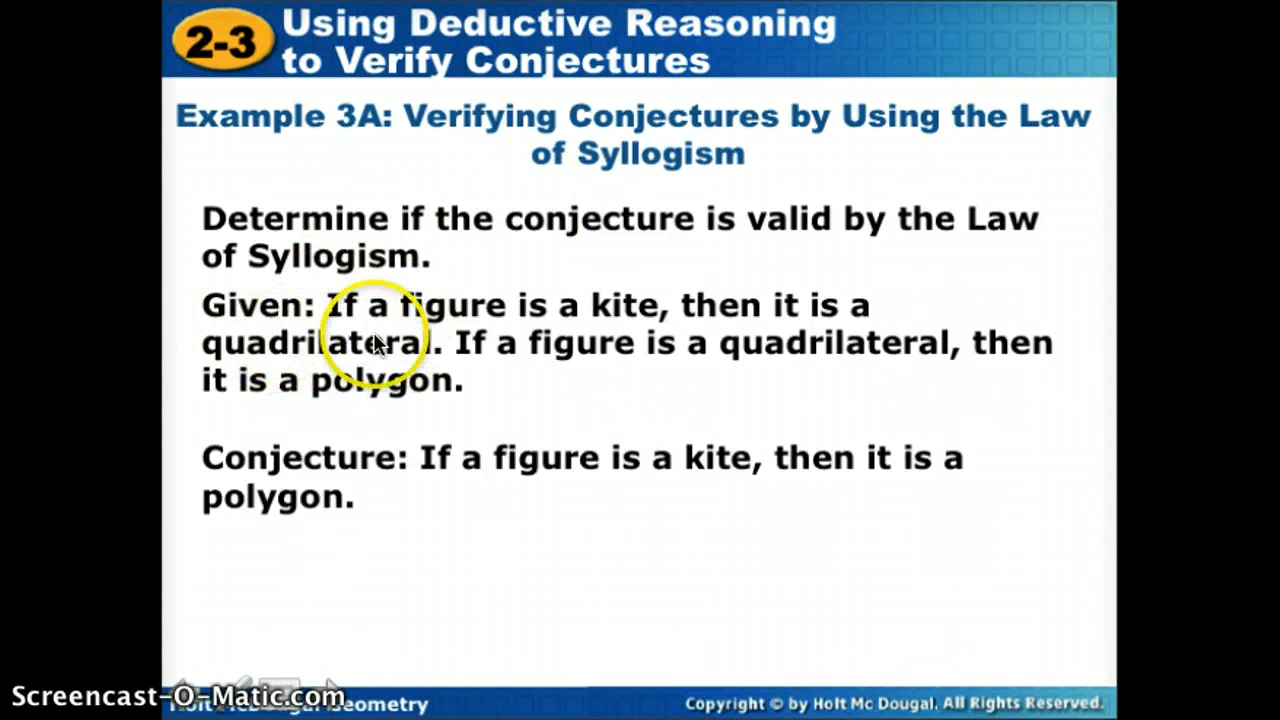 2-3 Using Deductive Reasoning
to Verify Conjectures
Example 3A: Verifying Conjectures by Using the Law
of Syllogism
Determine if the conjecture is valid by the Law
of Syllogism.
Given: If a figure is a kite, then it is a
quadrilateral. If a figure is a quadrilateral, then
it is a polygon.
Conjecture: If a figure is a kite, then it is a
polygon.
Screencast-O-Matic.com
Geometry
Copyright © by Holt Mc Dougal. All Rights Reserved.